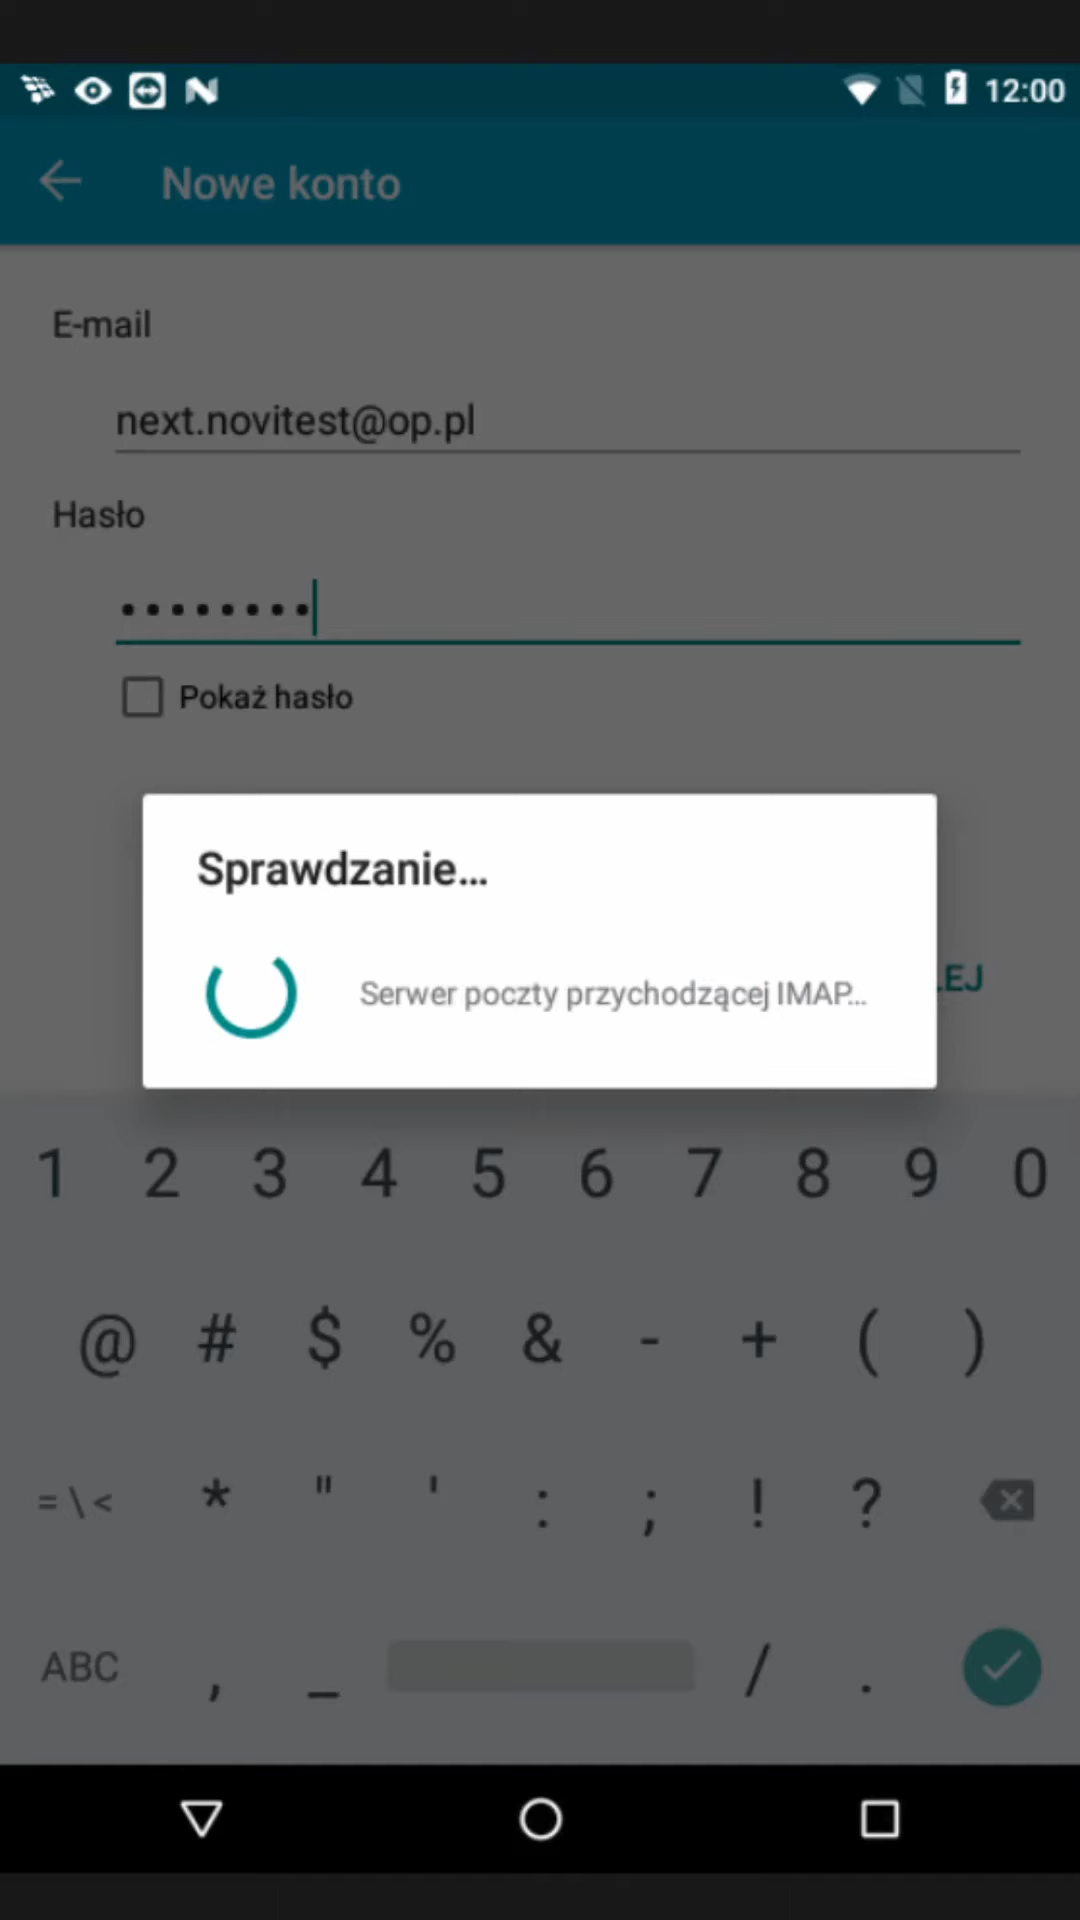 12:00
Nowe konto
E-mail
next.novitest@op.pl
Hasło
••••••••
Pokaż hasło
Sprawdzanie...
Serwer poczty przychodzącej IMAP...
LEJ
1 2 3 4 5 6 7 8 9 0
@ # $ % & - + ( )
= \ < * " ' : ; ! ?
ABC , _ / .